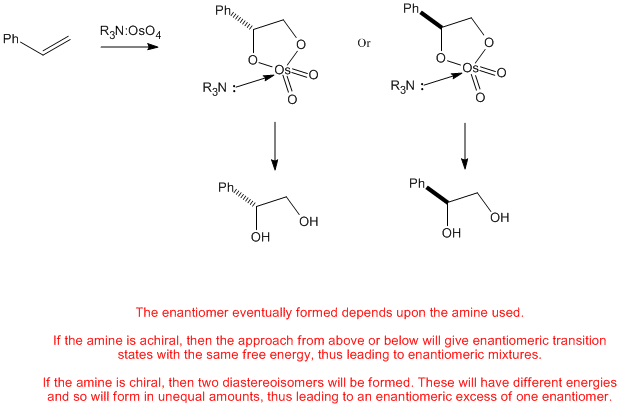 Ph
R3N:OsO4
Ph
O
O
Os
O
O
R3N:
Or
Ph
O
O
Os
O
O
R3N:
Ph
OH
OH
Ph
OH
OH
The enantiomer eventually formed depends upon the amine used.
If the amine is achiral, then the approach from above or below will give enantiomeric transition
states with the same free energy, thus leading to enantiomeric mixtures.
If the amine is chiral, then two diastereoisomers will be formed. These will have different energies
and so will form in unequal amounts, thus leading to an enantiomeric excess of one enantiomer.